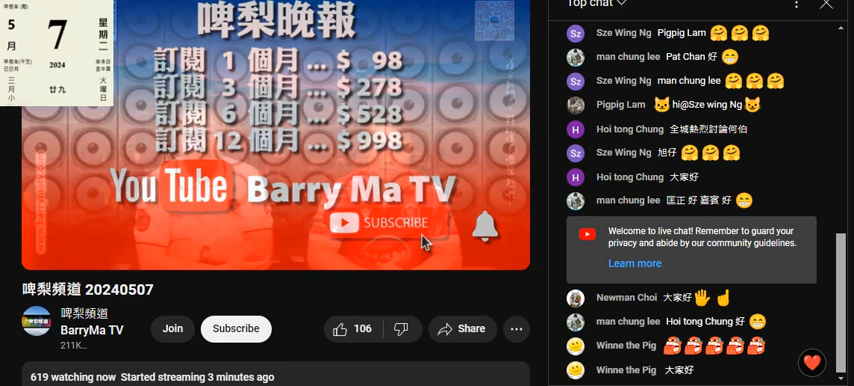 5
月
7
2024
廿九
星
期
二
火
曜
日
三
月
小
啤梨晚報
訂閱 1 個月 ... $ 98
訂閱 3 個月 ... $278
訂閱 6 個月 ... $528
訂閱 12 個月 ... $998
YouTube Barry Ma TV
SUBSCRIBE
啤梨頻道 20240507
啤梨頻道
BarryMa TV
211K...
Join
Subscribe
106
Share
619 watching now Started streaming 3 minutes ago
Top chat
Sz Sze Wing Ng Pigpig Lam 🤗🤗🤗
man chung lee Pat Chan 好 😁
Sz Sze Wing Ng man chung lee 🤗🤗🤗
Pigpig Lam 🐱hi@Sze wing Ng🐱
H Hoi tong Chung 全城熱烈討論何伯
Sz Sze Wing Ng 旭仔 🤗🤗🤗
H Hoi tong Chung 大家好
man chung lee 匡正 好 嘉賓 好 😁
Welcome to live chat! Remember to guard your
privacy and abide by our community guidelines.
Learn more
Newman Choi 大家好🖐☝
man chung lee Hoi tong Chung 好 😁
Winne the Pig
Winne the Pig 大家好